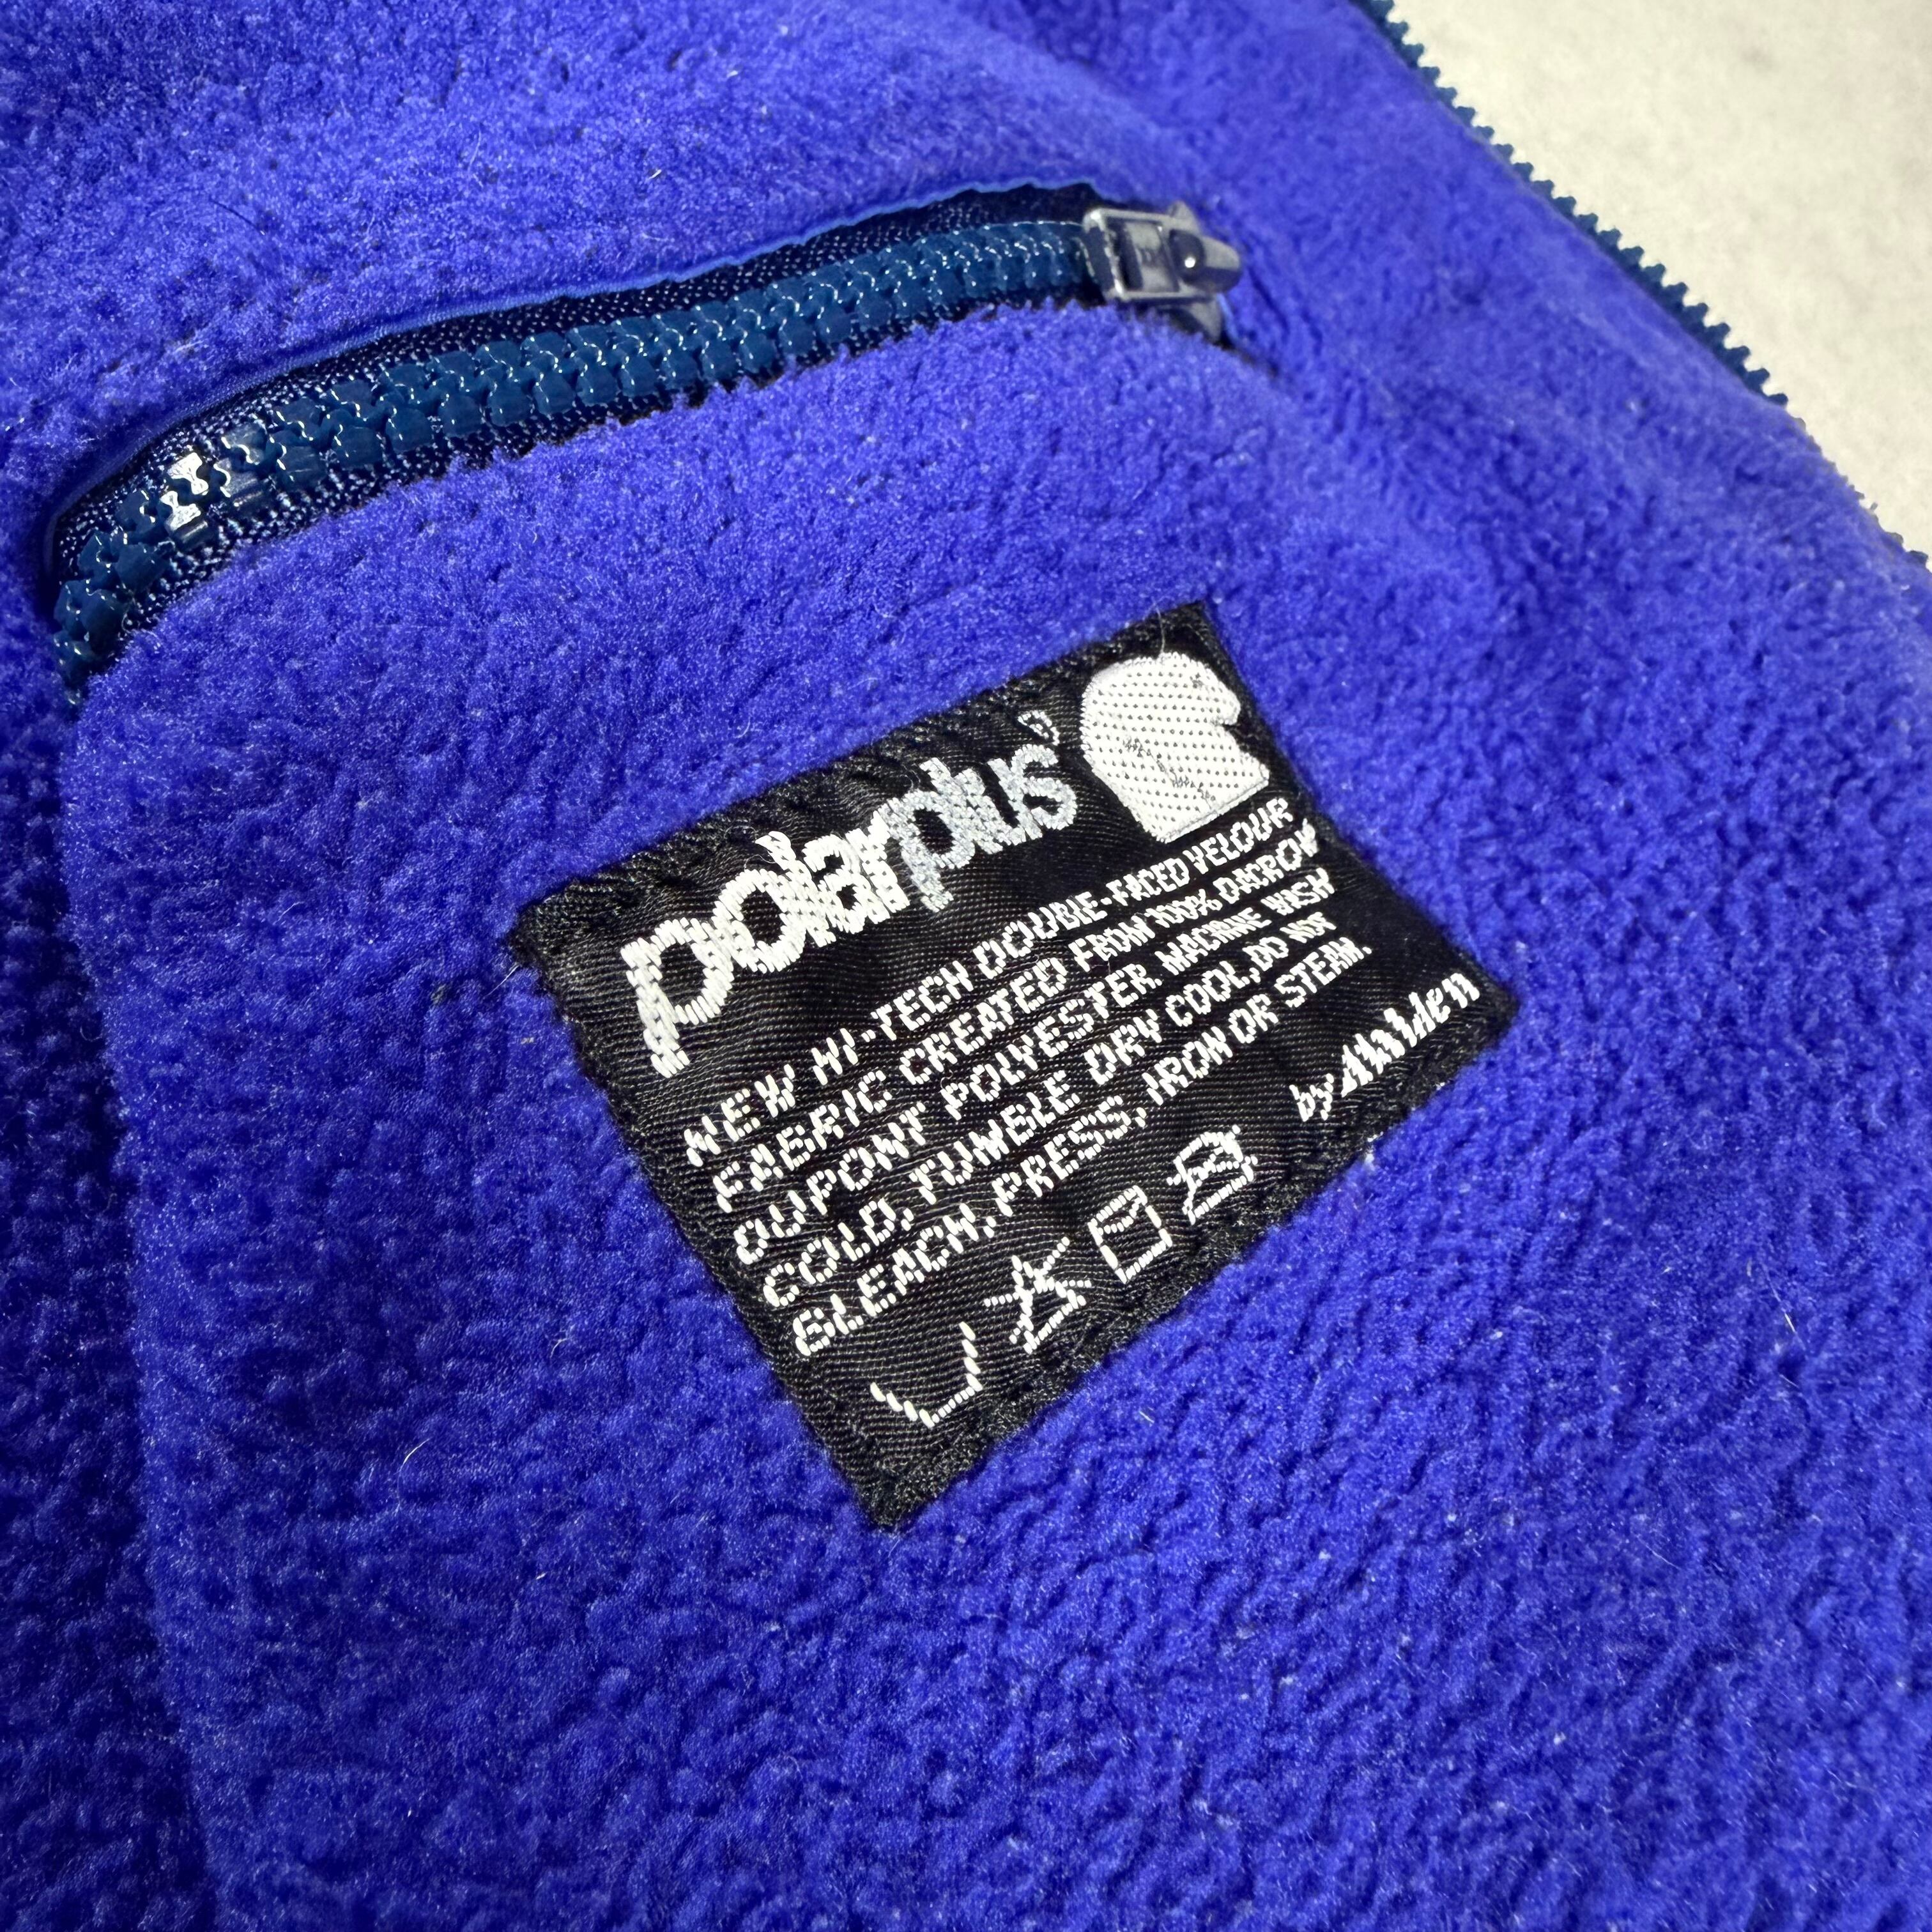 polarplus®
NEW HI-TECH DOUBLE-FACED VELOUR
FABRIC CREATED FROM 100% DACRON
DUPONT POLYESTER. MACHINE WASH
COLD, TUMBLE DRY COOL, DO NOT
BLEACH, PRESS, IRON OR STEAM.
by Malden